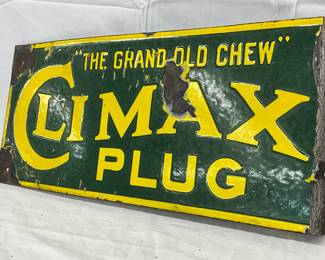 "THE GRAND OLD CHEW"
CLIMAX
PLUG